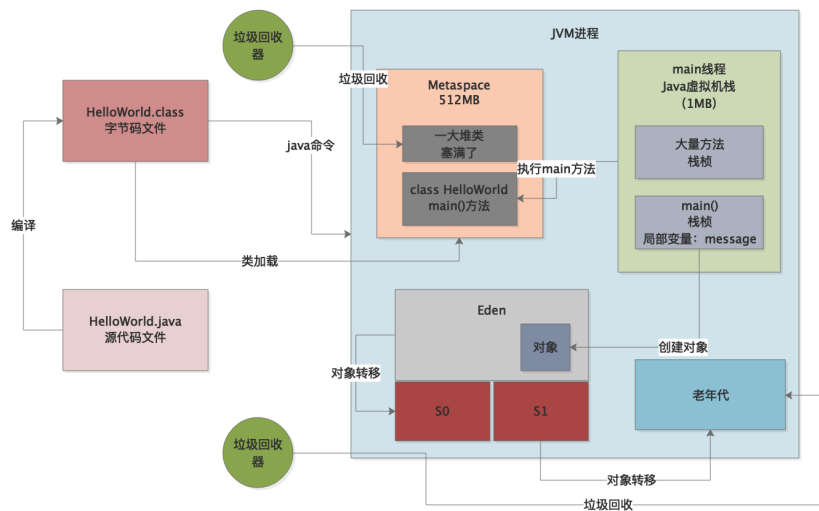 垃圾回收
器
JVM进程
垃圾回收
Metaspace
512MB
main线程
Java虚拟机栈
（1MB）
HelloWorld.class
字节码文件
java命令
一大堆类
塞满了
大量方法
栈桢
执行main方法
class HelloWorld
main()方法
main()
栈桢
局部变量：message
编译
类加载
HelloWorld.java
源代码文件
Eden
对象
创建对象
对象转移
S0
S1
老年代
垃圾回收
器
对象转移
垃圾回收